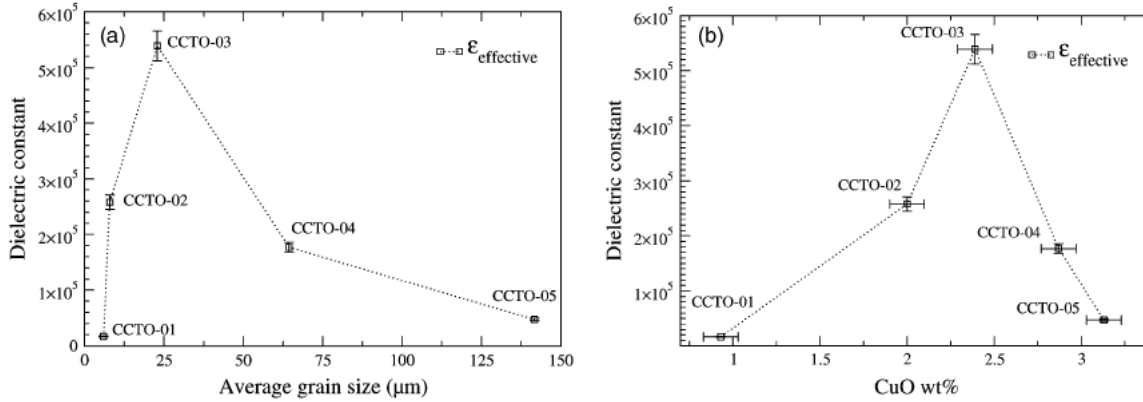 (a)
ε effective
CCTO-03
CCTO-02
CCTO-04
CCTO-05
CCTO-01
6×10⁵
5×10⁵
4×10⁵
3×10⁵
2×10⁵
1×10⁵
0
Dielectric constant
0 25 50 75 100 125 150
Average grain size (μm)
(b)
CCTO-03
ε effective
CCTO-02
CCTO-04
CCTO-01
CCTO-05
6×10⁵
5×10⁵
4×10⁵
3×10⁵
2×10⁵
1×10⁵
Dielectric constant
1 1.5 2 2.5 3
CuO wt%